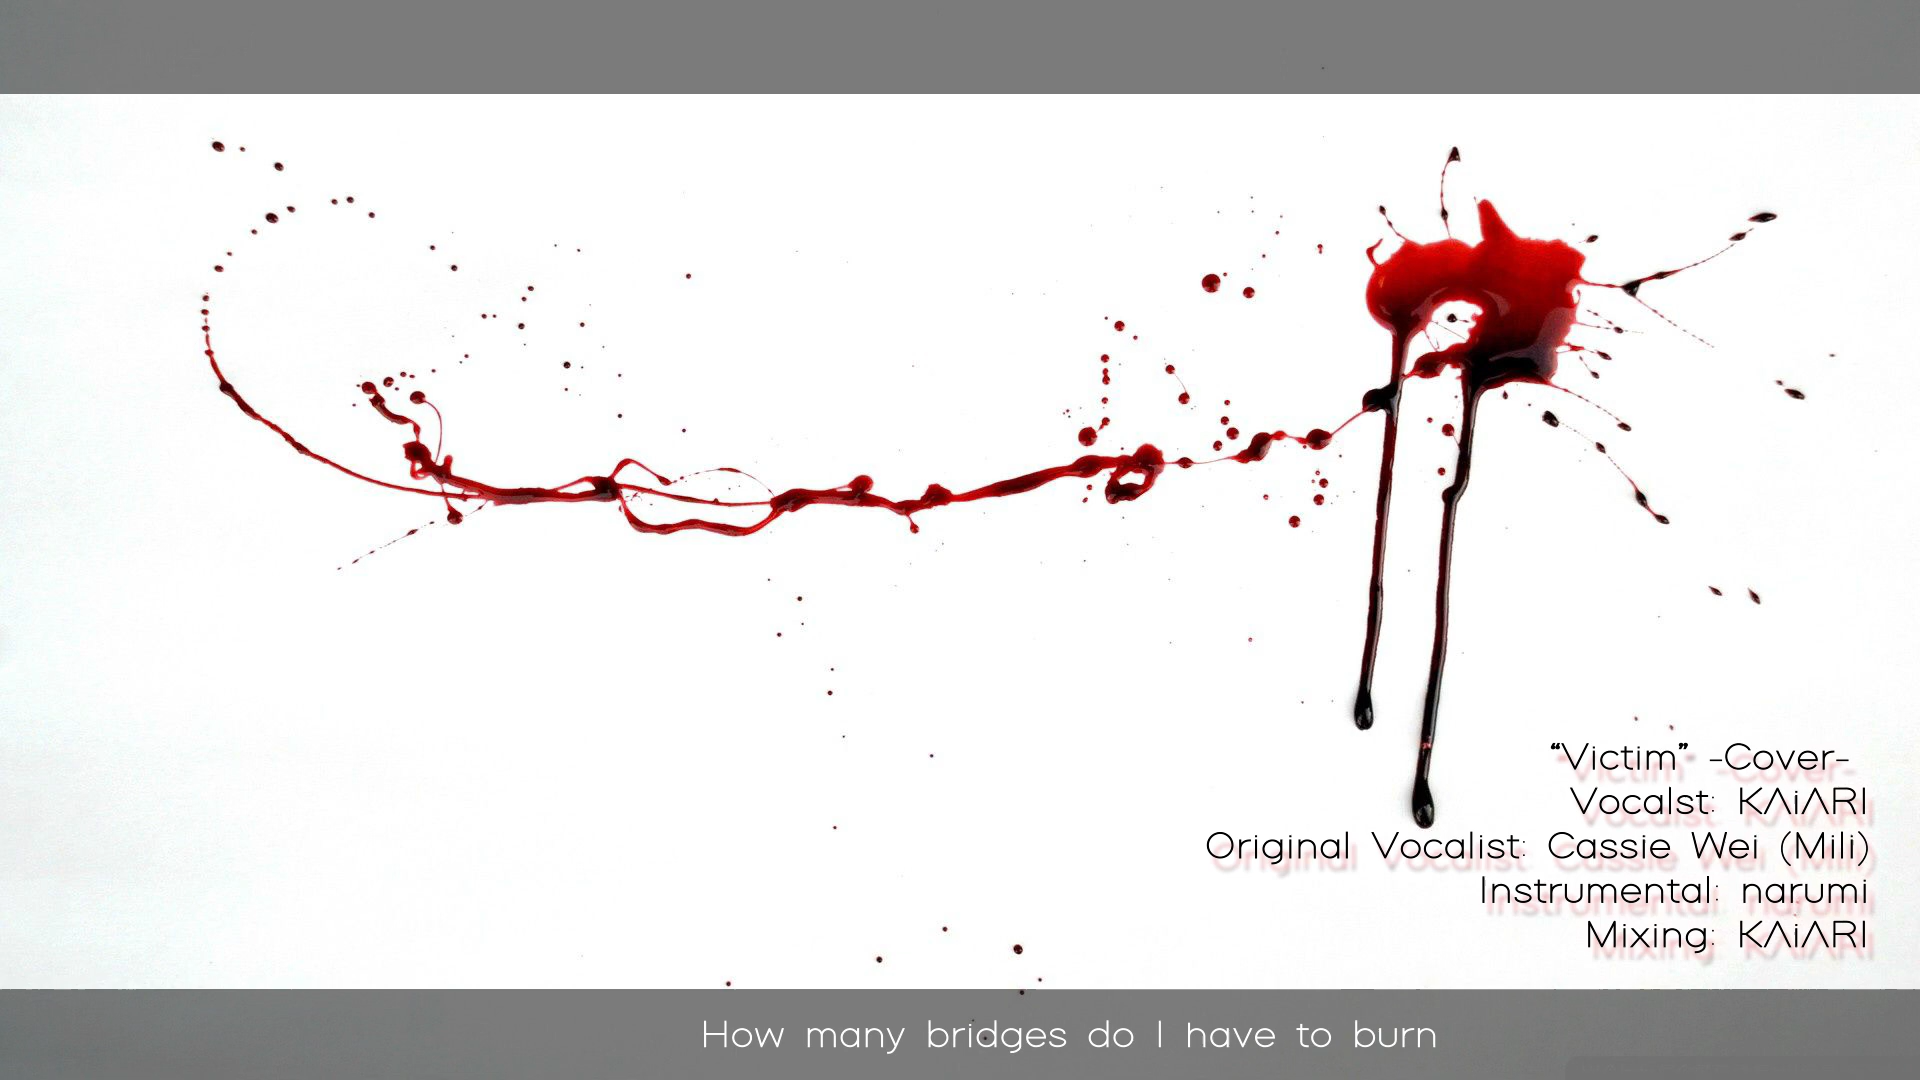 “Victim” -Cover-
Vocalst: KΛiΛRI
Original Vocalist: Cassie Wei (Mili)
Instrumental: narumi
Mixing: KΛiΛRI
How many bridges do I have to burn